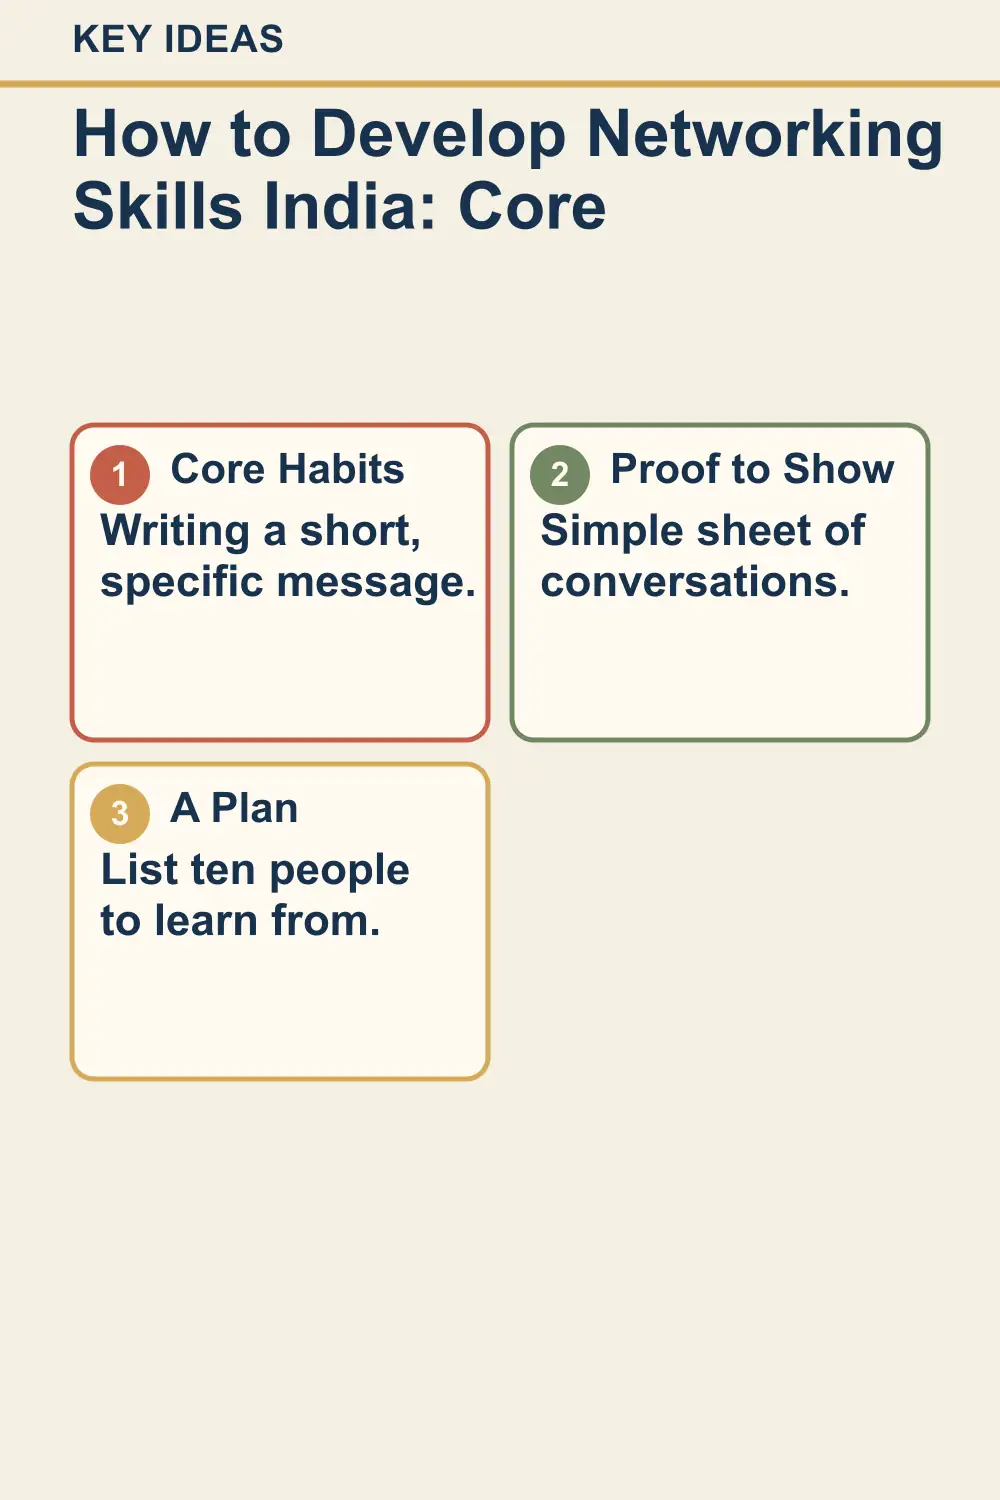 KEY IDEAS
How to Develop Networking
Skills India: Core
1 Core Habits
Writing a short,
specific message.
2 Proof to Show
Simple sheet of
conversations.
3 A Plan
List ten people
to learn from.